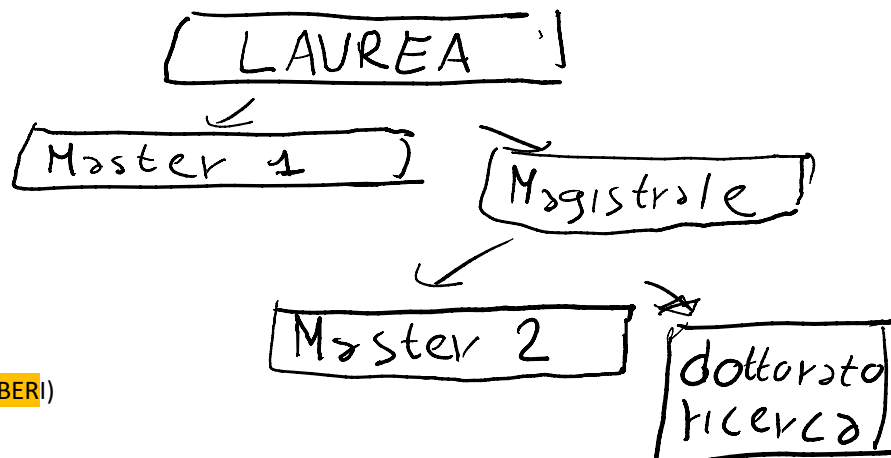 LAUREA
Master 1
Magistrale
Master 2
dottorato
ricerca
BERI)